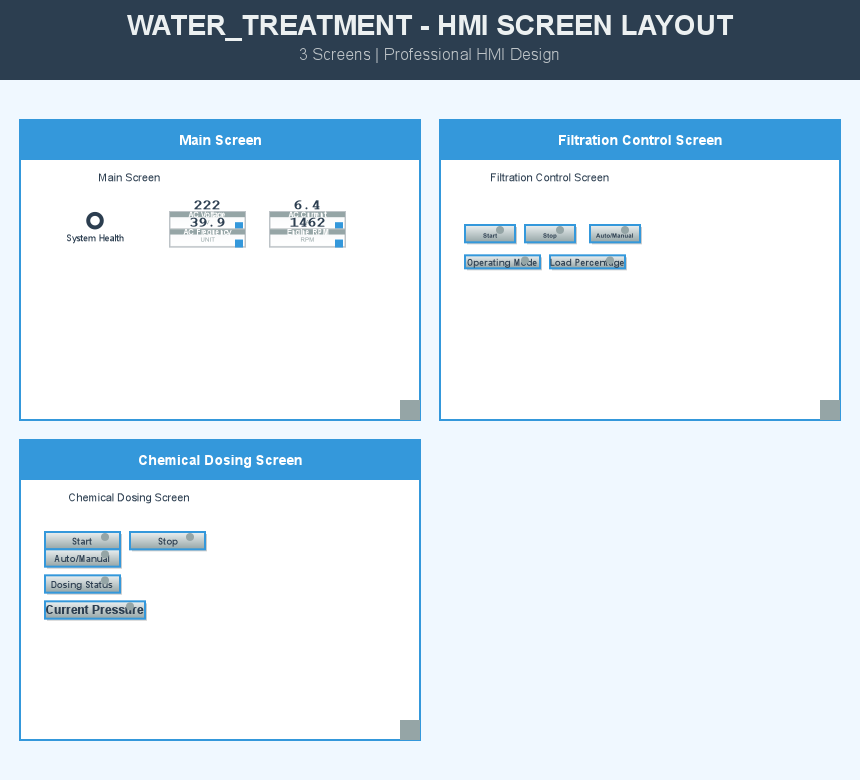 WATER_TREATMENT - HMI SCREEN LAYOUT
3 Screens | Professional HMI Design
Main Screen
Main Screen
222
AC Voltage
39.9
AC Frequency
UNIT
6.4
AC Current
1462
Engine RPM
RPM
System Health
Filtration Control Screen
Filtration Control Screen
Start
Stop
Auto/Manual
Operating Mode
Load Percentage
Chemical Dosing Screen
Chemical Dosing Screen
Start
Stop
Auto/Manual
Dosing Status
Current Pressure